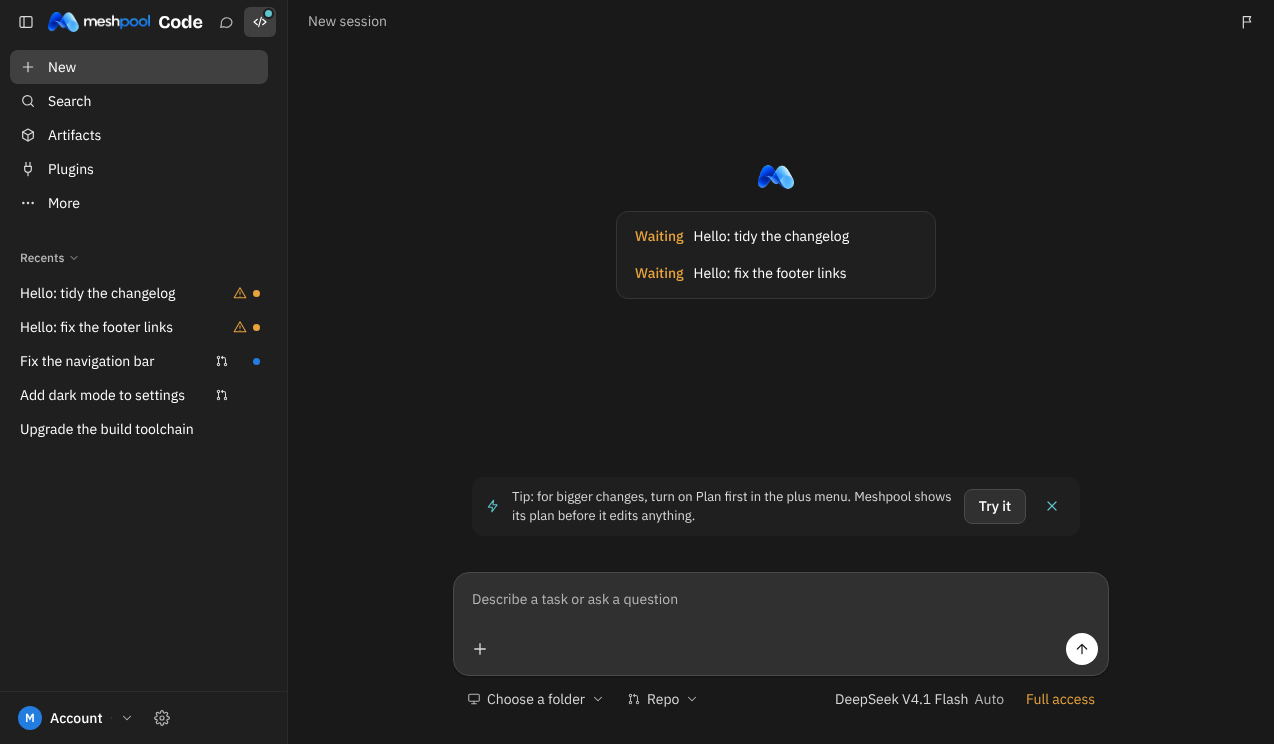 meshpool Code
New
Search
Artifacts
Plugins
More
Recents
Hello: tidy the changelog
Hello: fix the footer links
Fix the navigation bar
Add dark mode to settings
Upgrade the build toolchain
M Account
New session
Waiting Hello: tidy the changelog
Waiting Hello: fix the footer links
Tip: for bigger changes, turn on Plan first in the plus menu. Meshpool shows
its plan before it edits anything.
Try it
Describe a task or ask a question
Choose a folder Repo DeepSeek V4.1 Flash Auto Full access